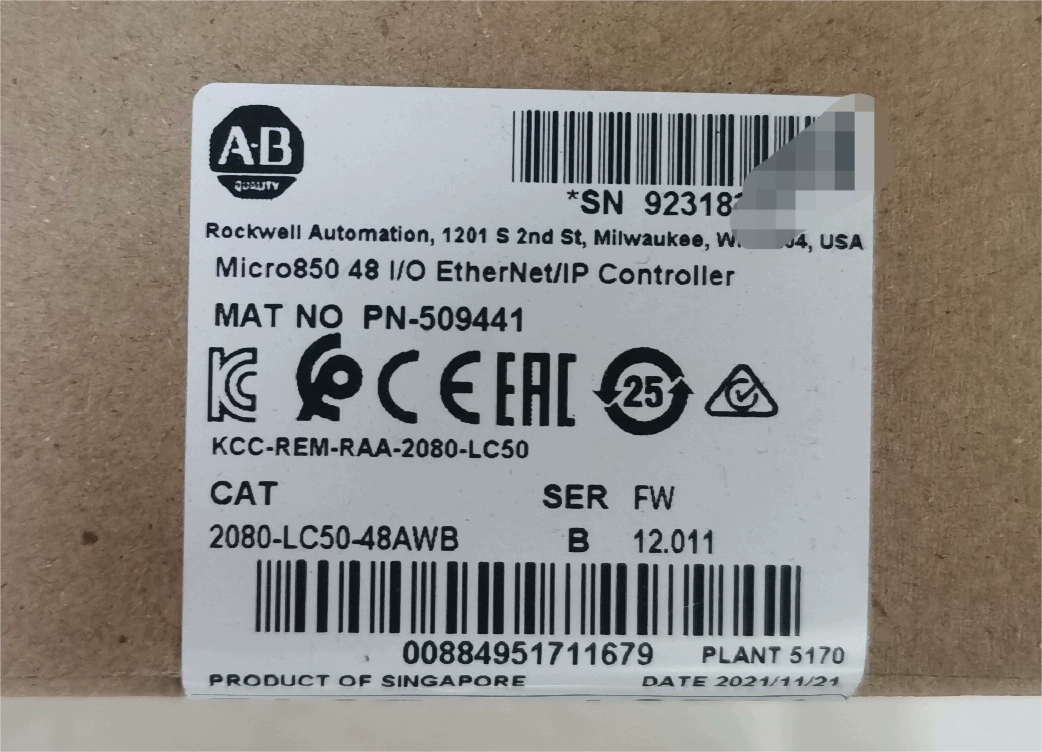 A·B
QUALITY
*SN 92318
Rockwell Automation, 1201 S 2nd St, Milwaukee, USA
Micro850 48 I/O EtherNet/IP Controller
MAT NO PN-509441
CE EAC 25
KCC-REM-RAA-2080-LC50
CAT SER FW
2080-LC50-48AWB B 12.011
00884951711679 PLANT 5170
PRODUCT OF SINGAPORE DATE 2021/11/21